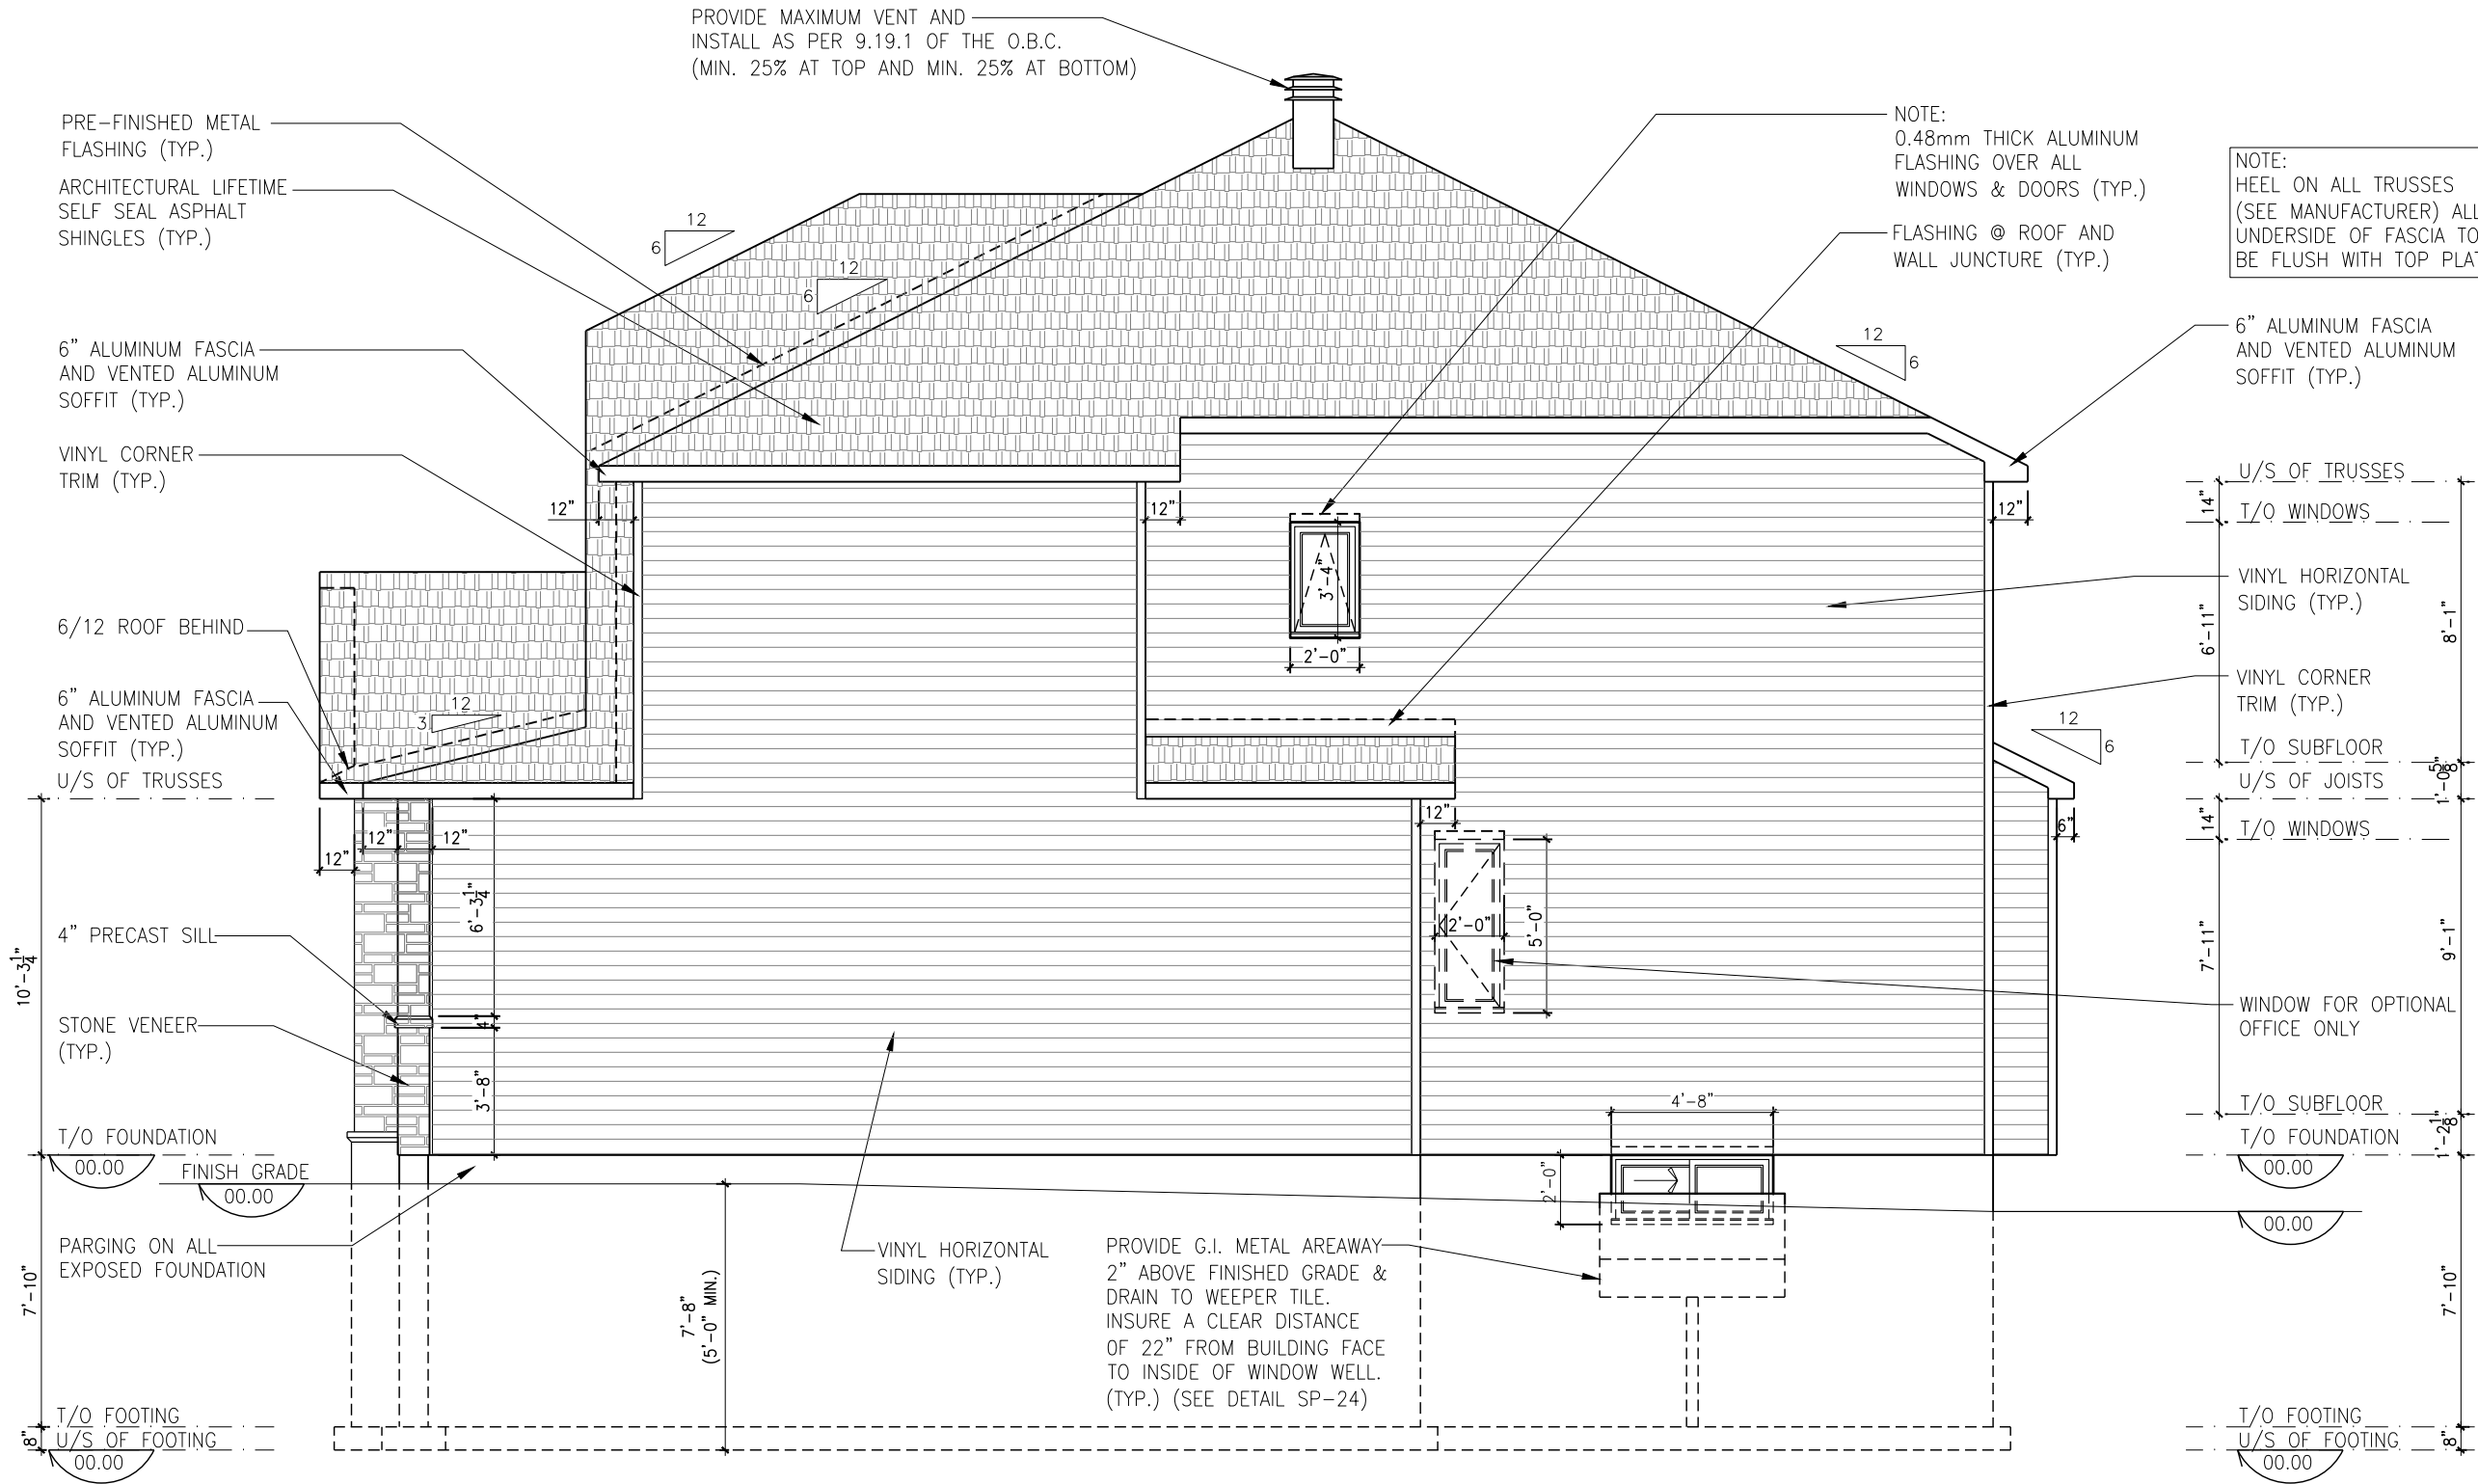 PROVIDE MAXIMUM VENT AND
INSTALL AS PER 9.19.1 OF THE O.B.C.
(MIN. 25% AT TOP AND MIN. 25% AT BOTTOM)
PRE-FINISHED METAL
FLASHING (TYP.)
ARCHITECTURAL LIFETIME
SELF SEAL ASPHALT
SHINGLES (TYP.)
6" ALUMINUM FASCIA
AND VENTED ALUMINUM
SOFFIT (TYP.)
VINYL CORNER
TRIM (TYP.)
6/12 ROOF BEHIND
6" ALUMINUM FASCIA
AND VENTED ALUMINUM
SOFFIT (TYP.)
U/S OF TRUSSES
4" PRECAST SILL
STONE VENEER
(TYP.)
T/O FOUNDATION
00.00
FINISH GRADE
00.00
PARGING ON ALL
EXPOSED FOUNDATION
T/O FOOTING
U/S OF FOOTING
00.00
10'-3 1/4"
7'-10"
8"
12
6
12
6
12
6
12
3
12
6
12"
12"
12"
12"
12"
12"
12"
6"
3'-4"
2'-0"
6'-3 1/4"
4"
3'-8"
2'-0"
5'-0"
4'-8"
2'-0"
7'-8"
(5'-0" MIN.)
VINYL HORIZONTAL
SIDING (TYP.)
PROVIDE G.I. METAL AREAWAY
2" ABOVE FINISHED GRADE &
DRAIN TO WEEPER TILE.
INSURE A CLEAR DISTANCE
OF 22" FROM BUILDING FACE
TO INSIDE OF WINDOW WELL.
(TYP.) (SEE DETAIL SP-24)
NOTE:
0.48mm THICK ALUMINUM
FLASHING OVER ALL
WINDOWS & DOORS (TYP.)
FLASHING @ ROOF AND
WALL JUNCTURE (TYP.)
NOTE:
HEEL ON ALL TRUSSES
(SEE MANUFACTURER) ALL
UNDERSIDE OF FASCIA TO
BE FLUSH WITH TOP PLAT
6" ALUMINUM FASCIA
AND VENTED ALUMINUM
SOFFIT (TYP.)
U/S OF TRUSSES
T/O WINDOWS
VINYL HORIZONTAL
SIDING (TYP.)
VINYL CORNER
TRIM (TYP.)
T/O SUBFLOOR
U/S OF JOISTS
T/O WINDOWS
WINDOW FOR OPTIONAL
OFFICE ONLY
T/O SUBFLOOR
T/O FOUNDATION
00.00
00.00
T/O FOOTING
U/S OF FOOTING
00.00
14"
6'-11"
14"
7'-11"
8'-1"
1'-0 5/8"
9'-1"
1'-2 1/8"
7'-10"
8"